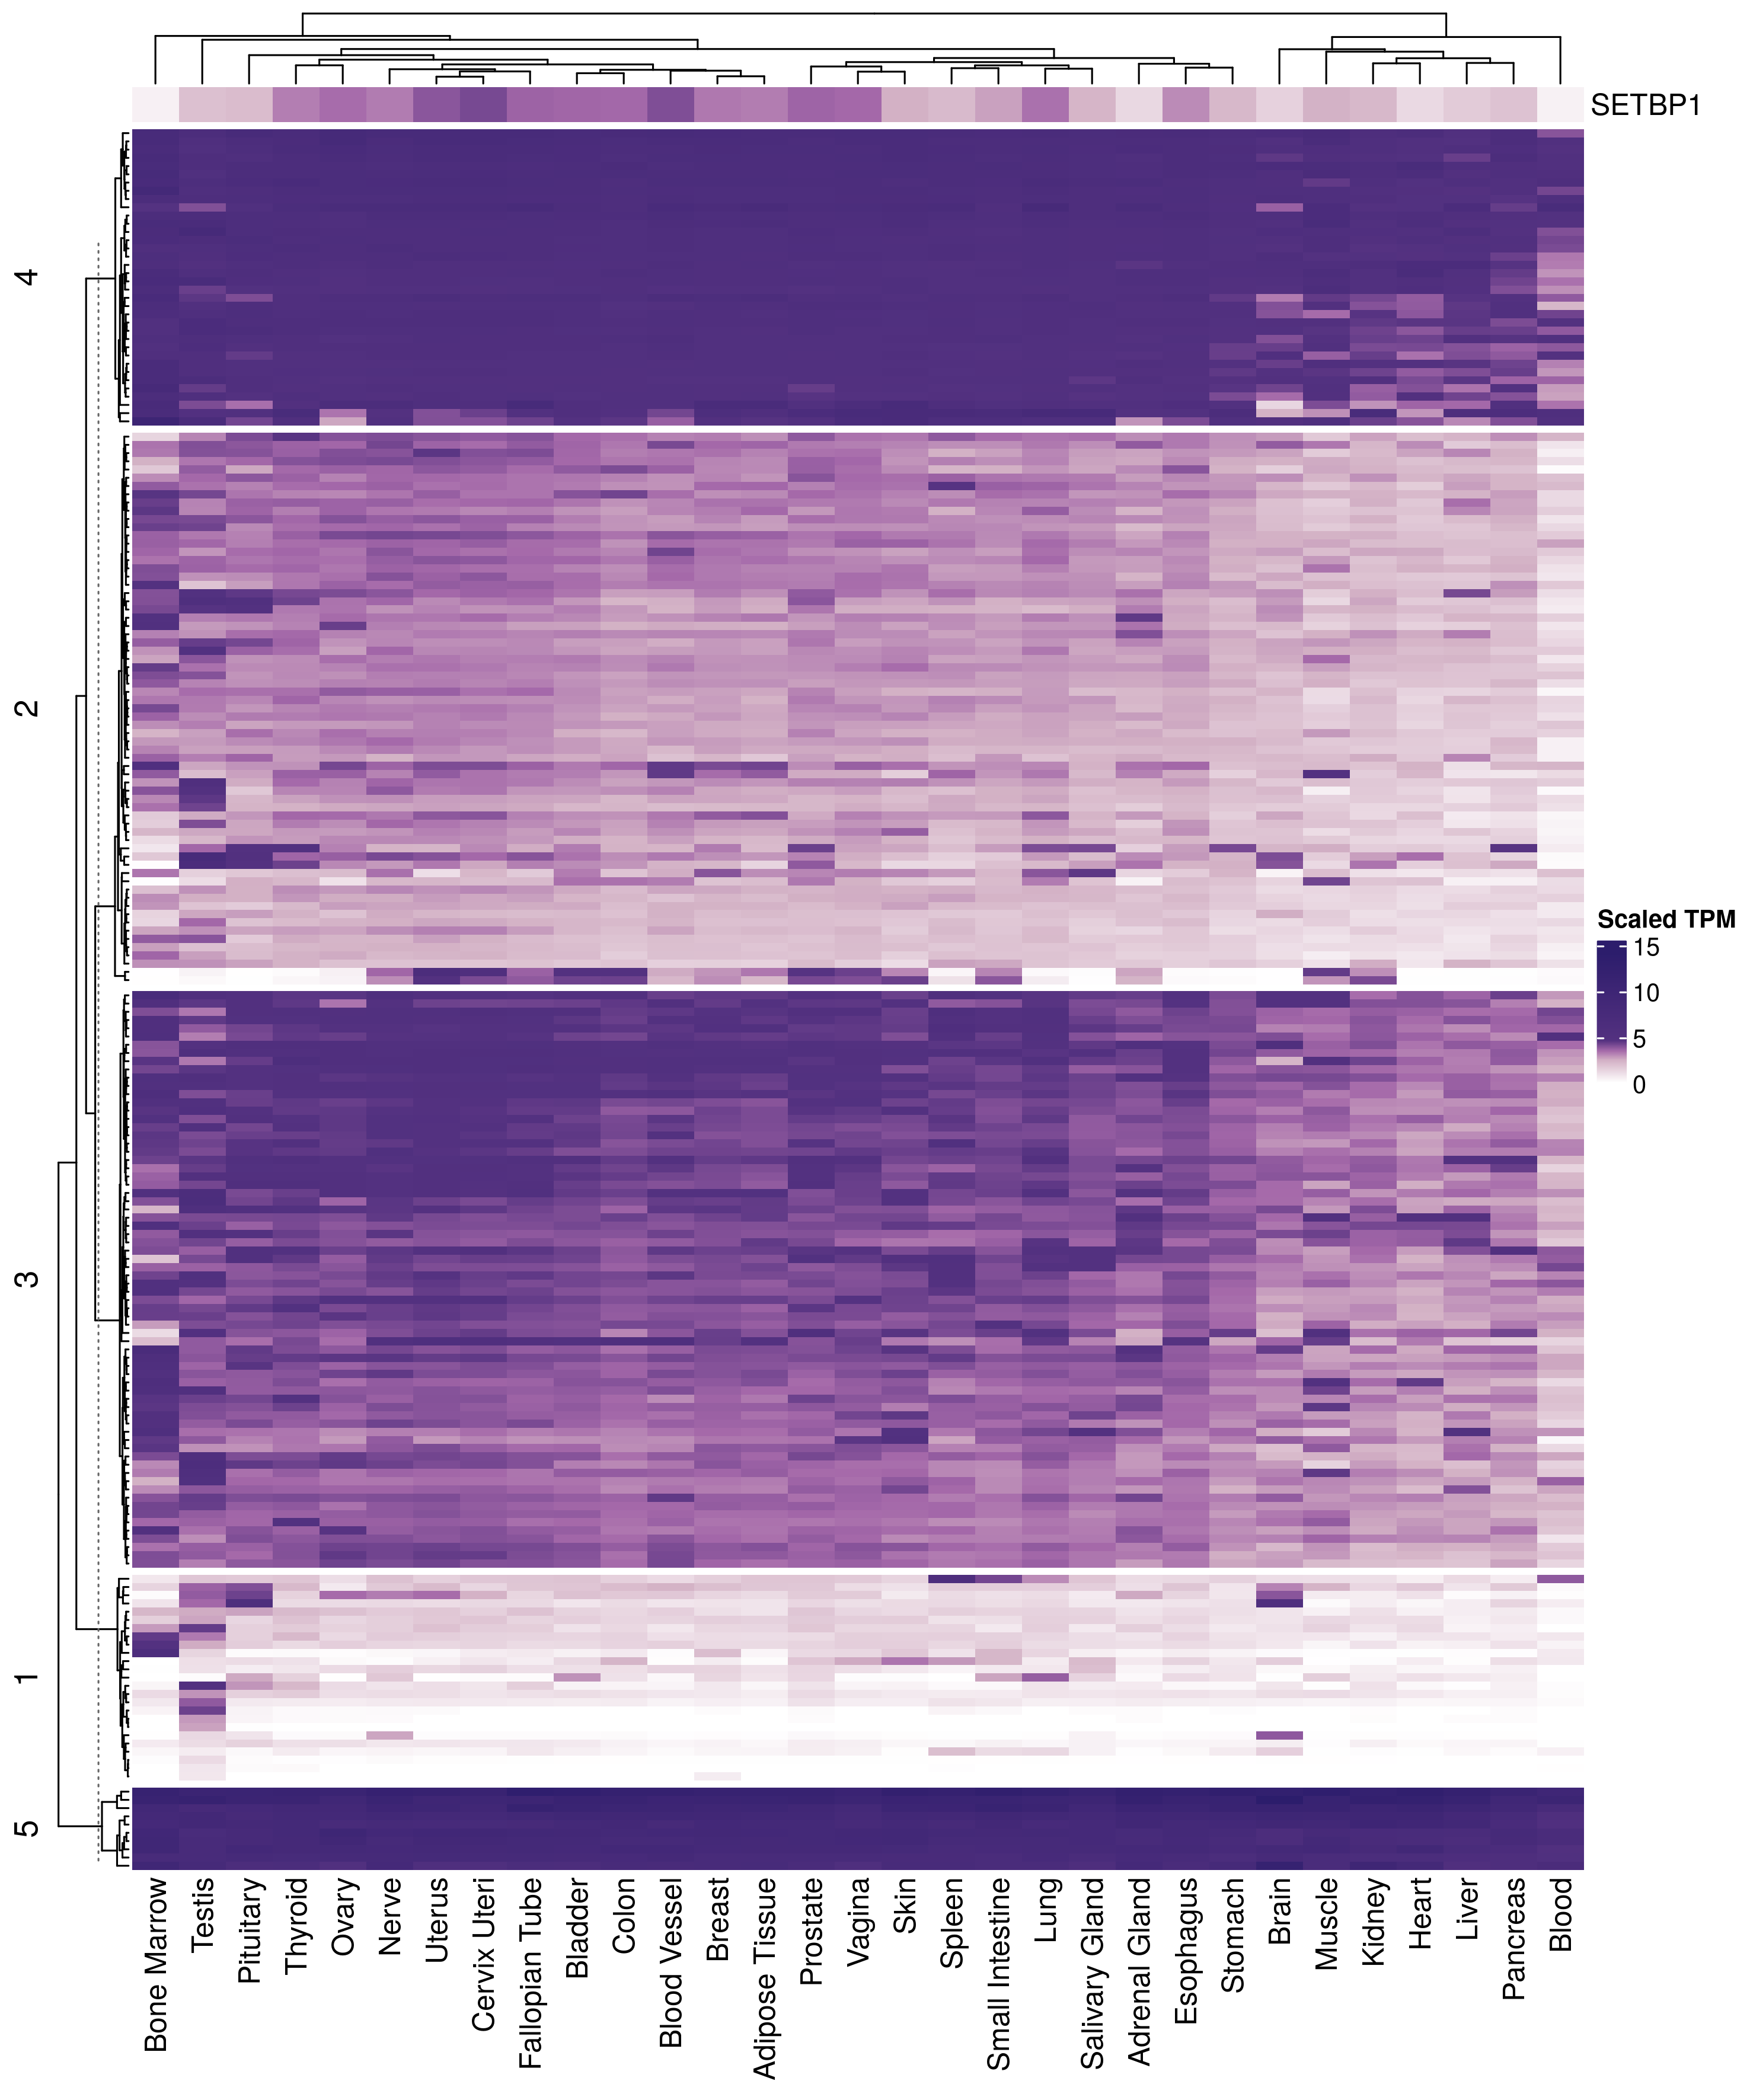 SETBP1
4
2
3
1
5
Scaled TPM
15
10
5
0
Bone Marrow
Testis
Pituitary
Thyroid
Ovary
Nerve
Uterus
Cervix Uteri
Fallopian Tube
Bladder
Colon
Blood Vessel
Breast
Adipose Tissue
Prostate
Vagina
Skin
Spleen
Small Intestine
Lung
Salivary Gland
Adrenal Gland
Esophagus
Stomach
Brain
Muscle
Kidney
Heart
Liver
Pancreas
Blood